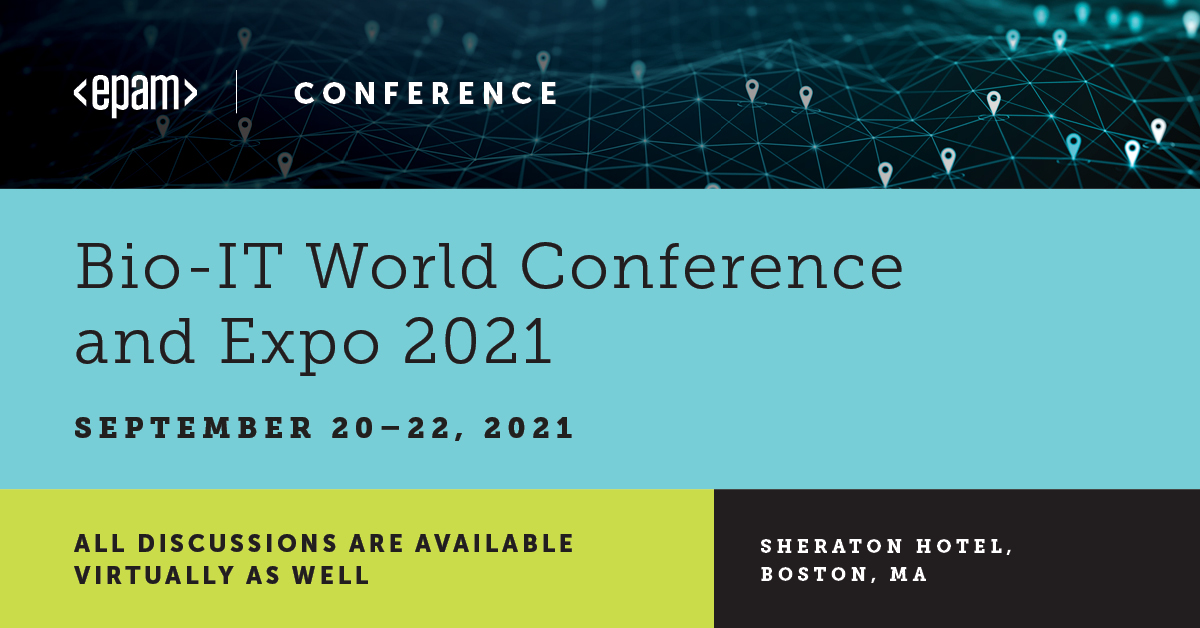 <epam> | CONFERENCE
Bio-IT World Conference
and Expo 2021
SEPTEMBER 20–22, 2021
ALL DISCUSSIONS ARE AVAILABLE
VIRTUALLY AS WELL
SHERATON HOTEL,
BOSTON, MA